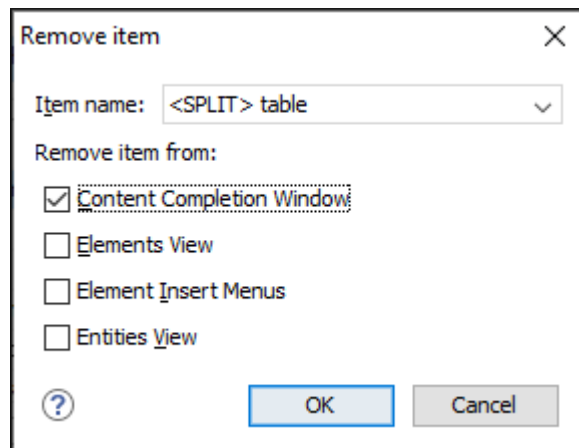 Remove item
Item name: <SPLIT> table
Remove item from:
Content Completion Window
Elements View
Element Insert Menus
Entities View
? OK Cancel